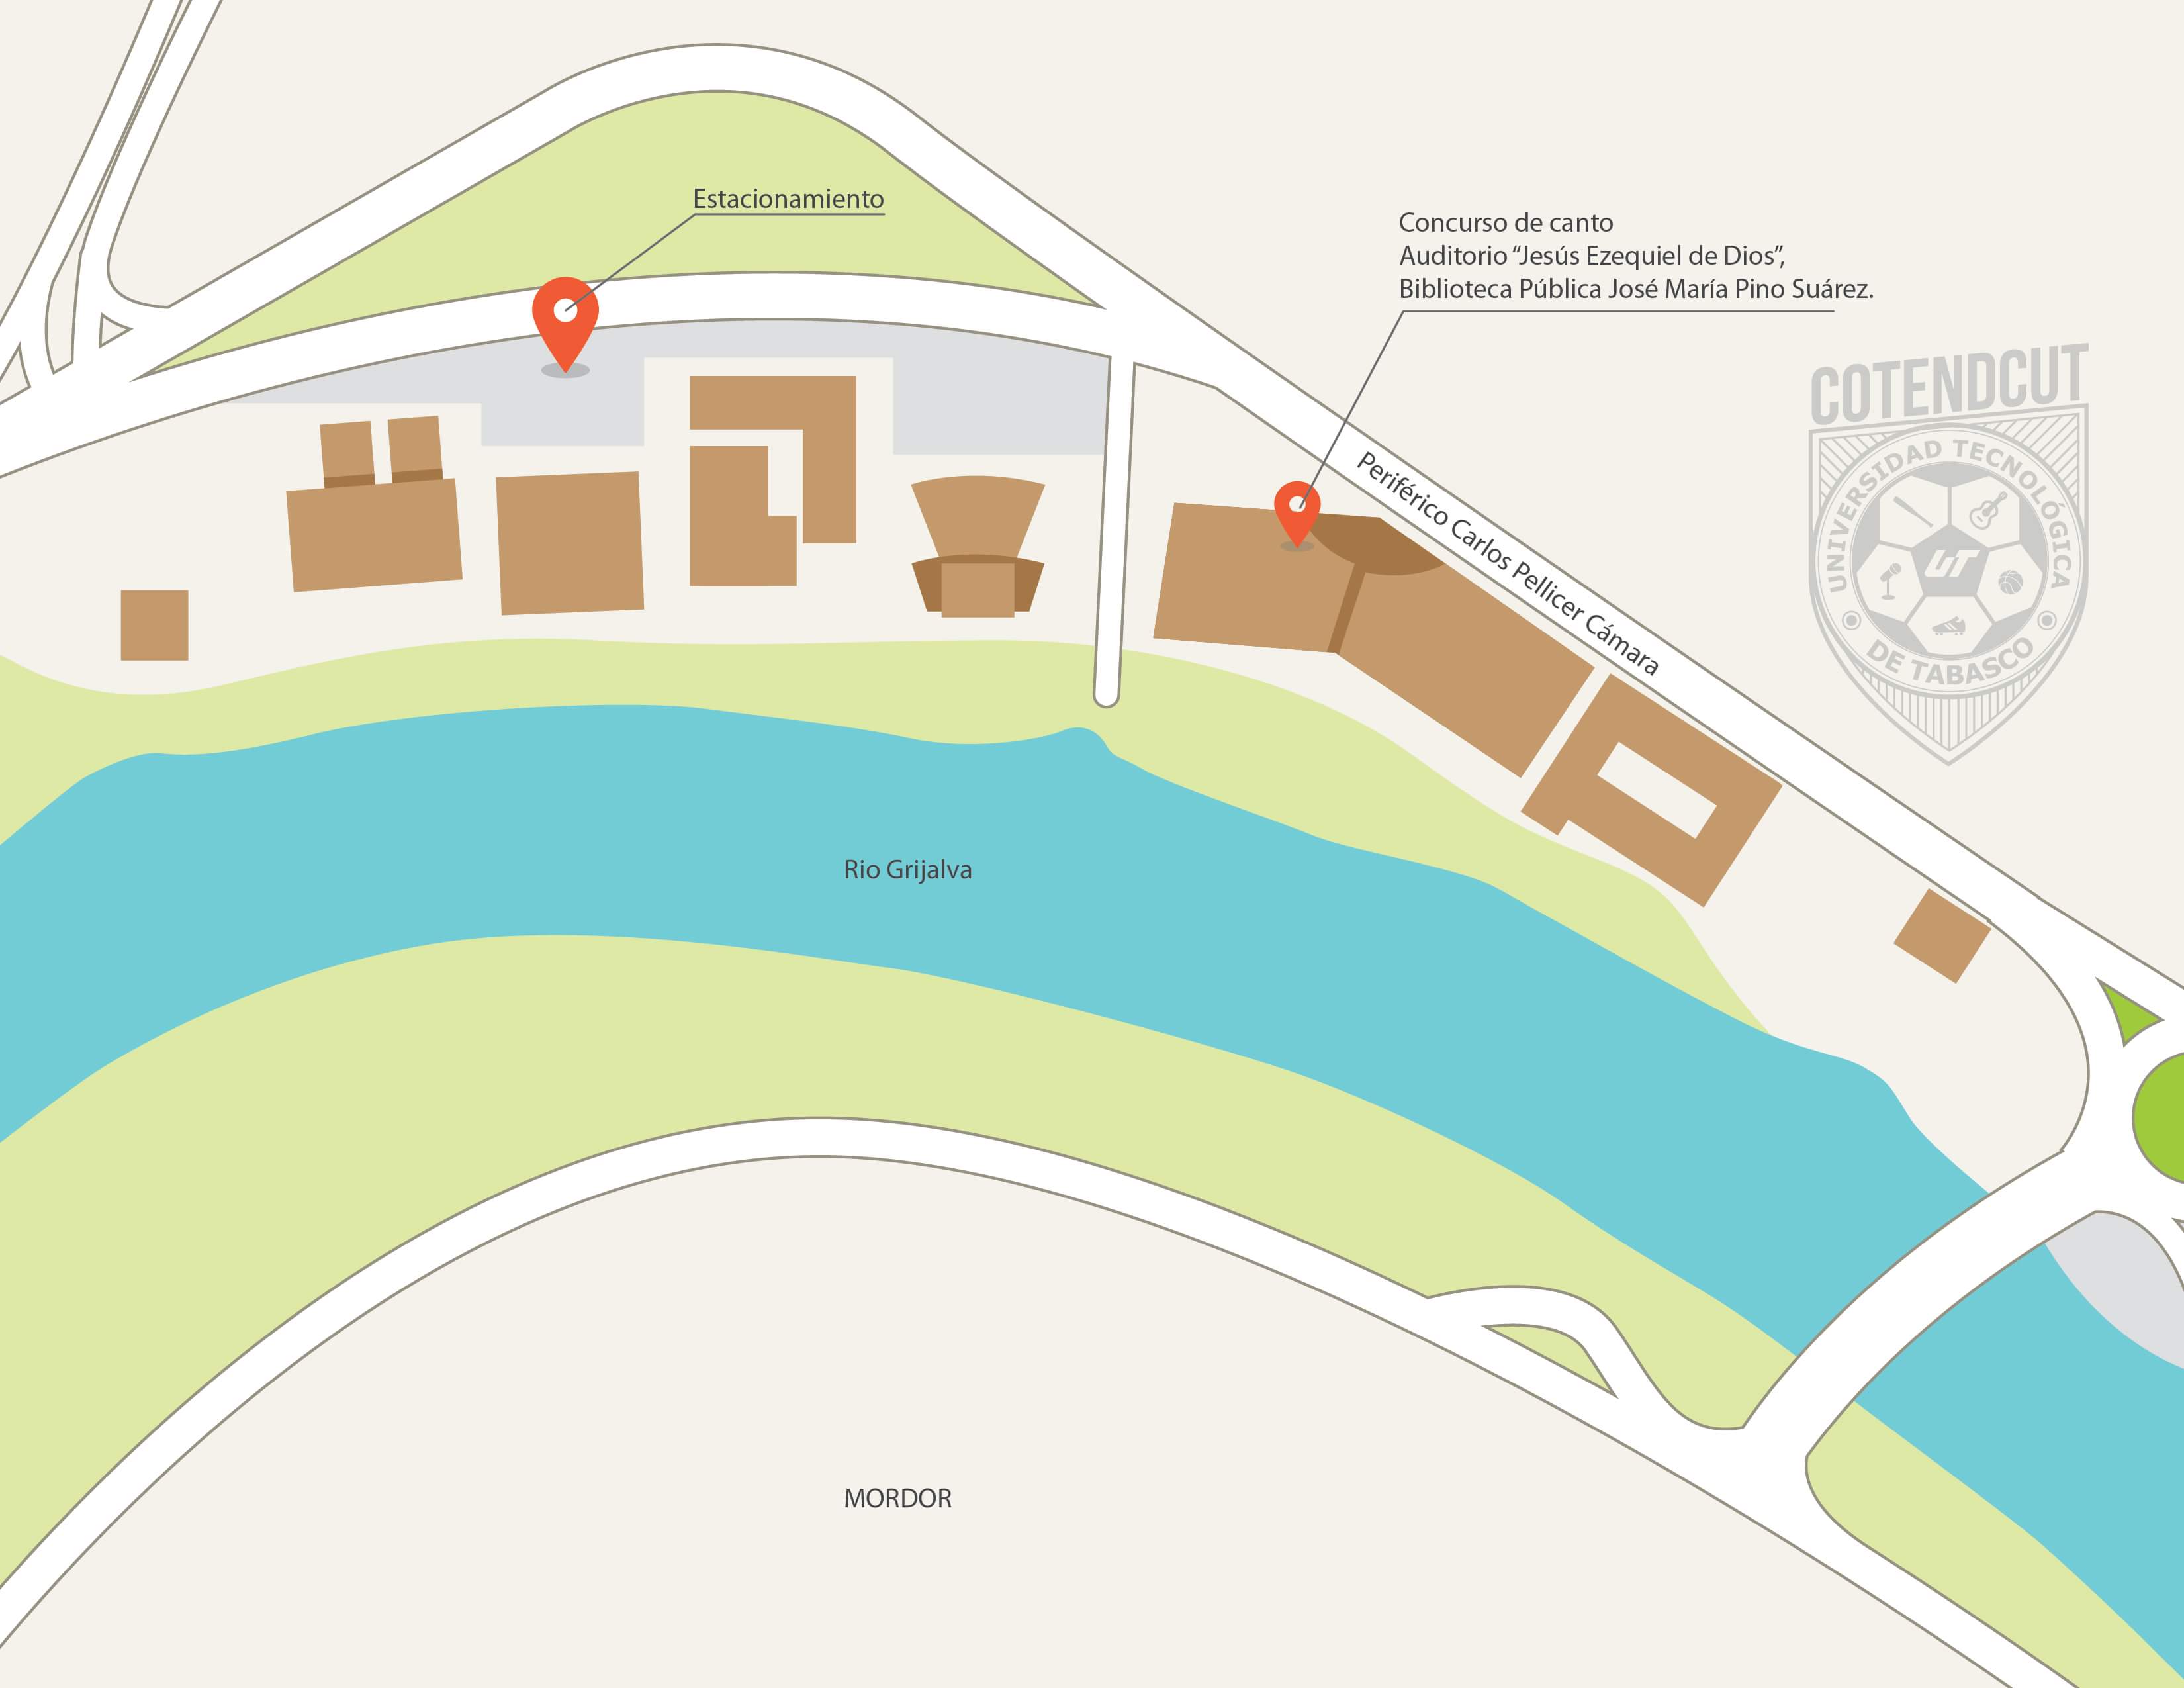 Estacionamiento
Concurso de canto
Auditorio “Jesús Ezequiel de Dios”,
Biblioteca Pública José María Pino Suárez.
COTENDCUT
UNIVERSIDAD TECNOLÓGICA
UT
DE TABASCO
Periférico Carlos Pellicer Cámara
Rio Grijalva
MORDOR